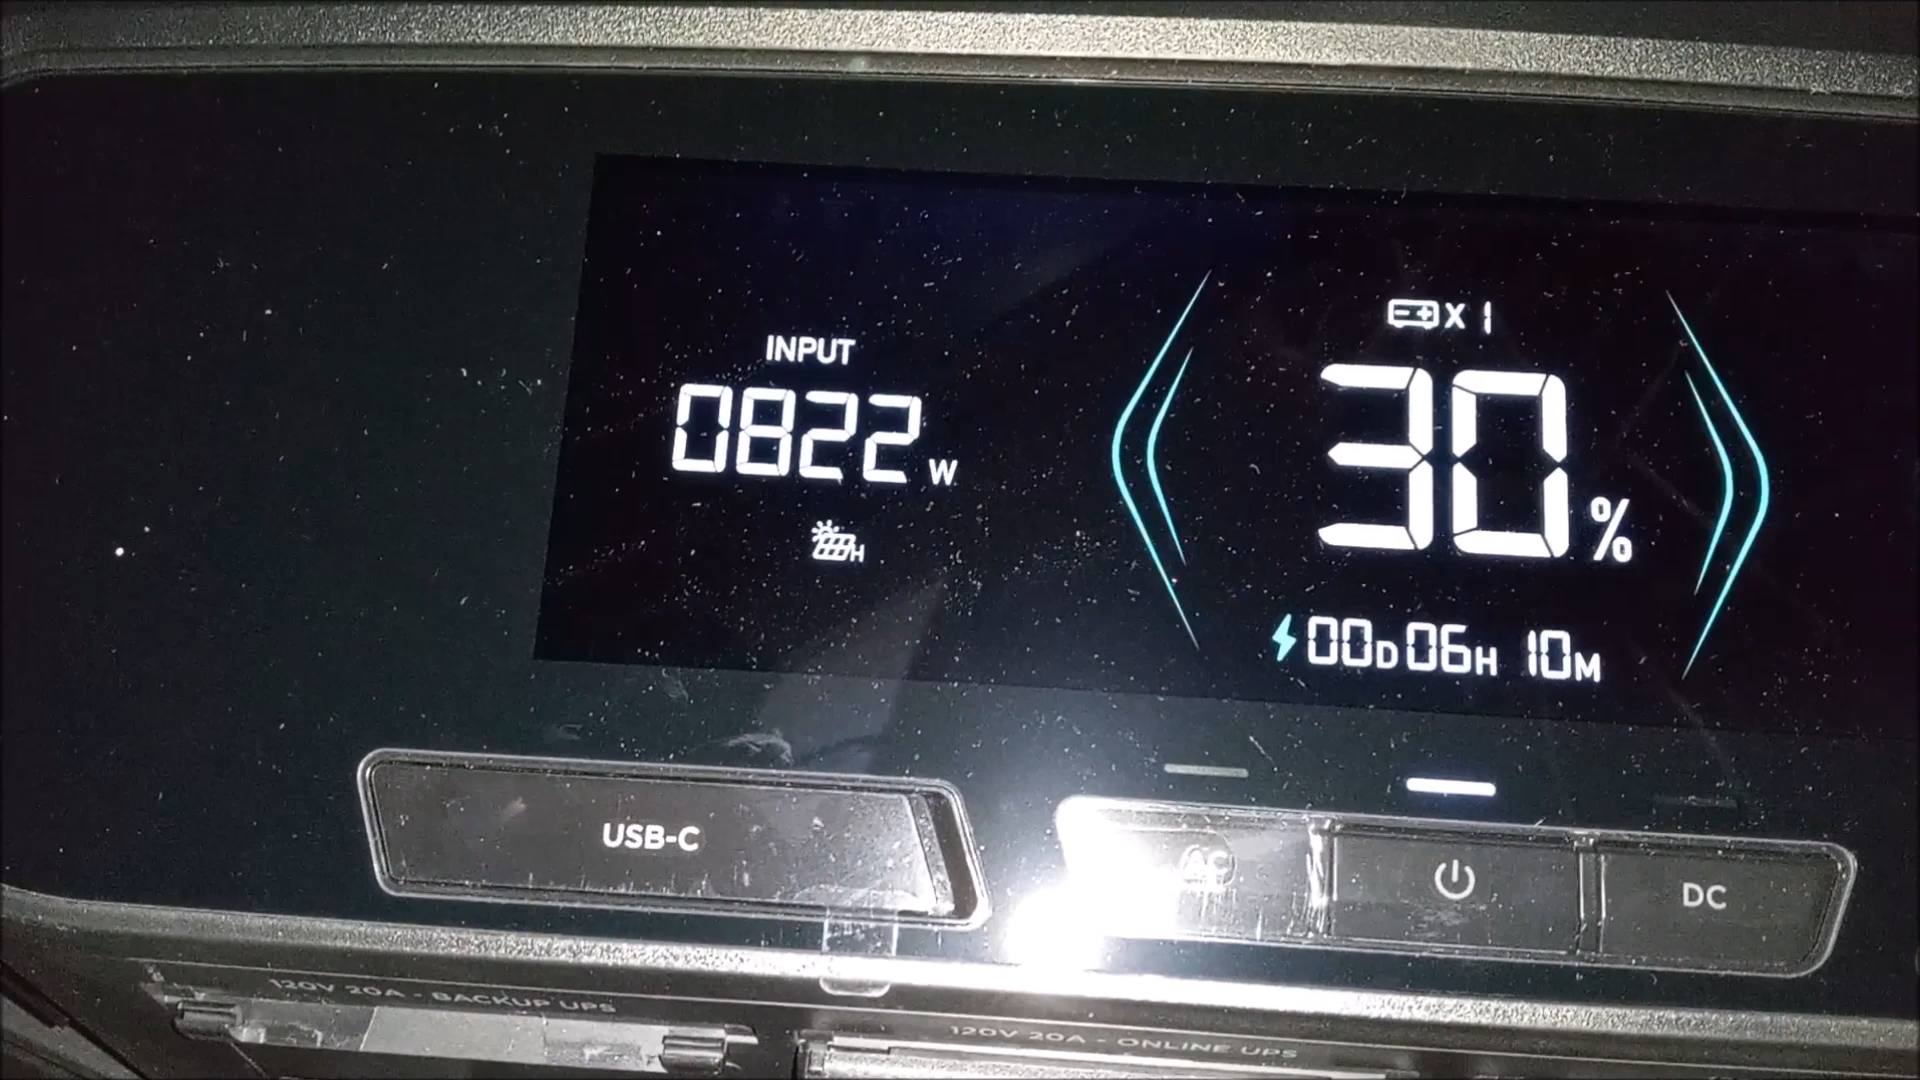 INPUT
0822 W
H
X 1
30 %
00D 06H 10M
USB-C
AC
DC
120V 20A - BACKUP UPS
120V 20A - ONLINE UPS